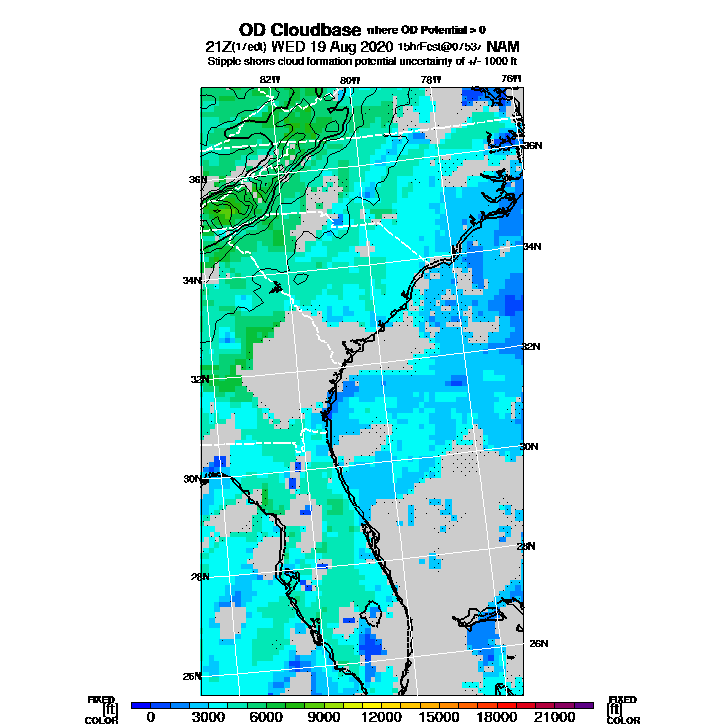 OD Cloudbase where OD Potential > 0
21Z(17edt) WED 19 Aug 2020 15hrFcst@0753z NAM
Stipple shows cloud formation potential uncertainty of +/- 1000 ft
82W 80W 78W 76W
36N 36N
34N 34N
32N 32N
30N 30N
28N 28N
26N 26N
FIXED FIXED
[ft] [ft]
COLOR 0 3000 6000 9000 12000 15000 18000 21000 COLOR